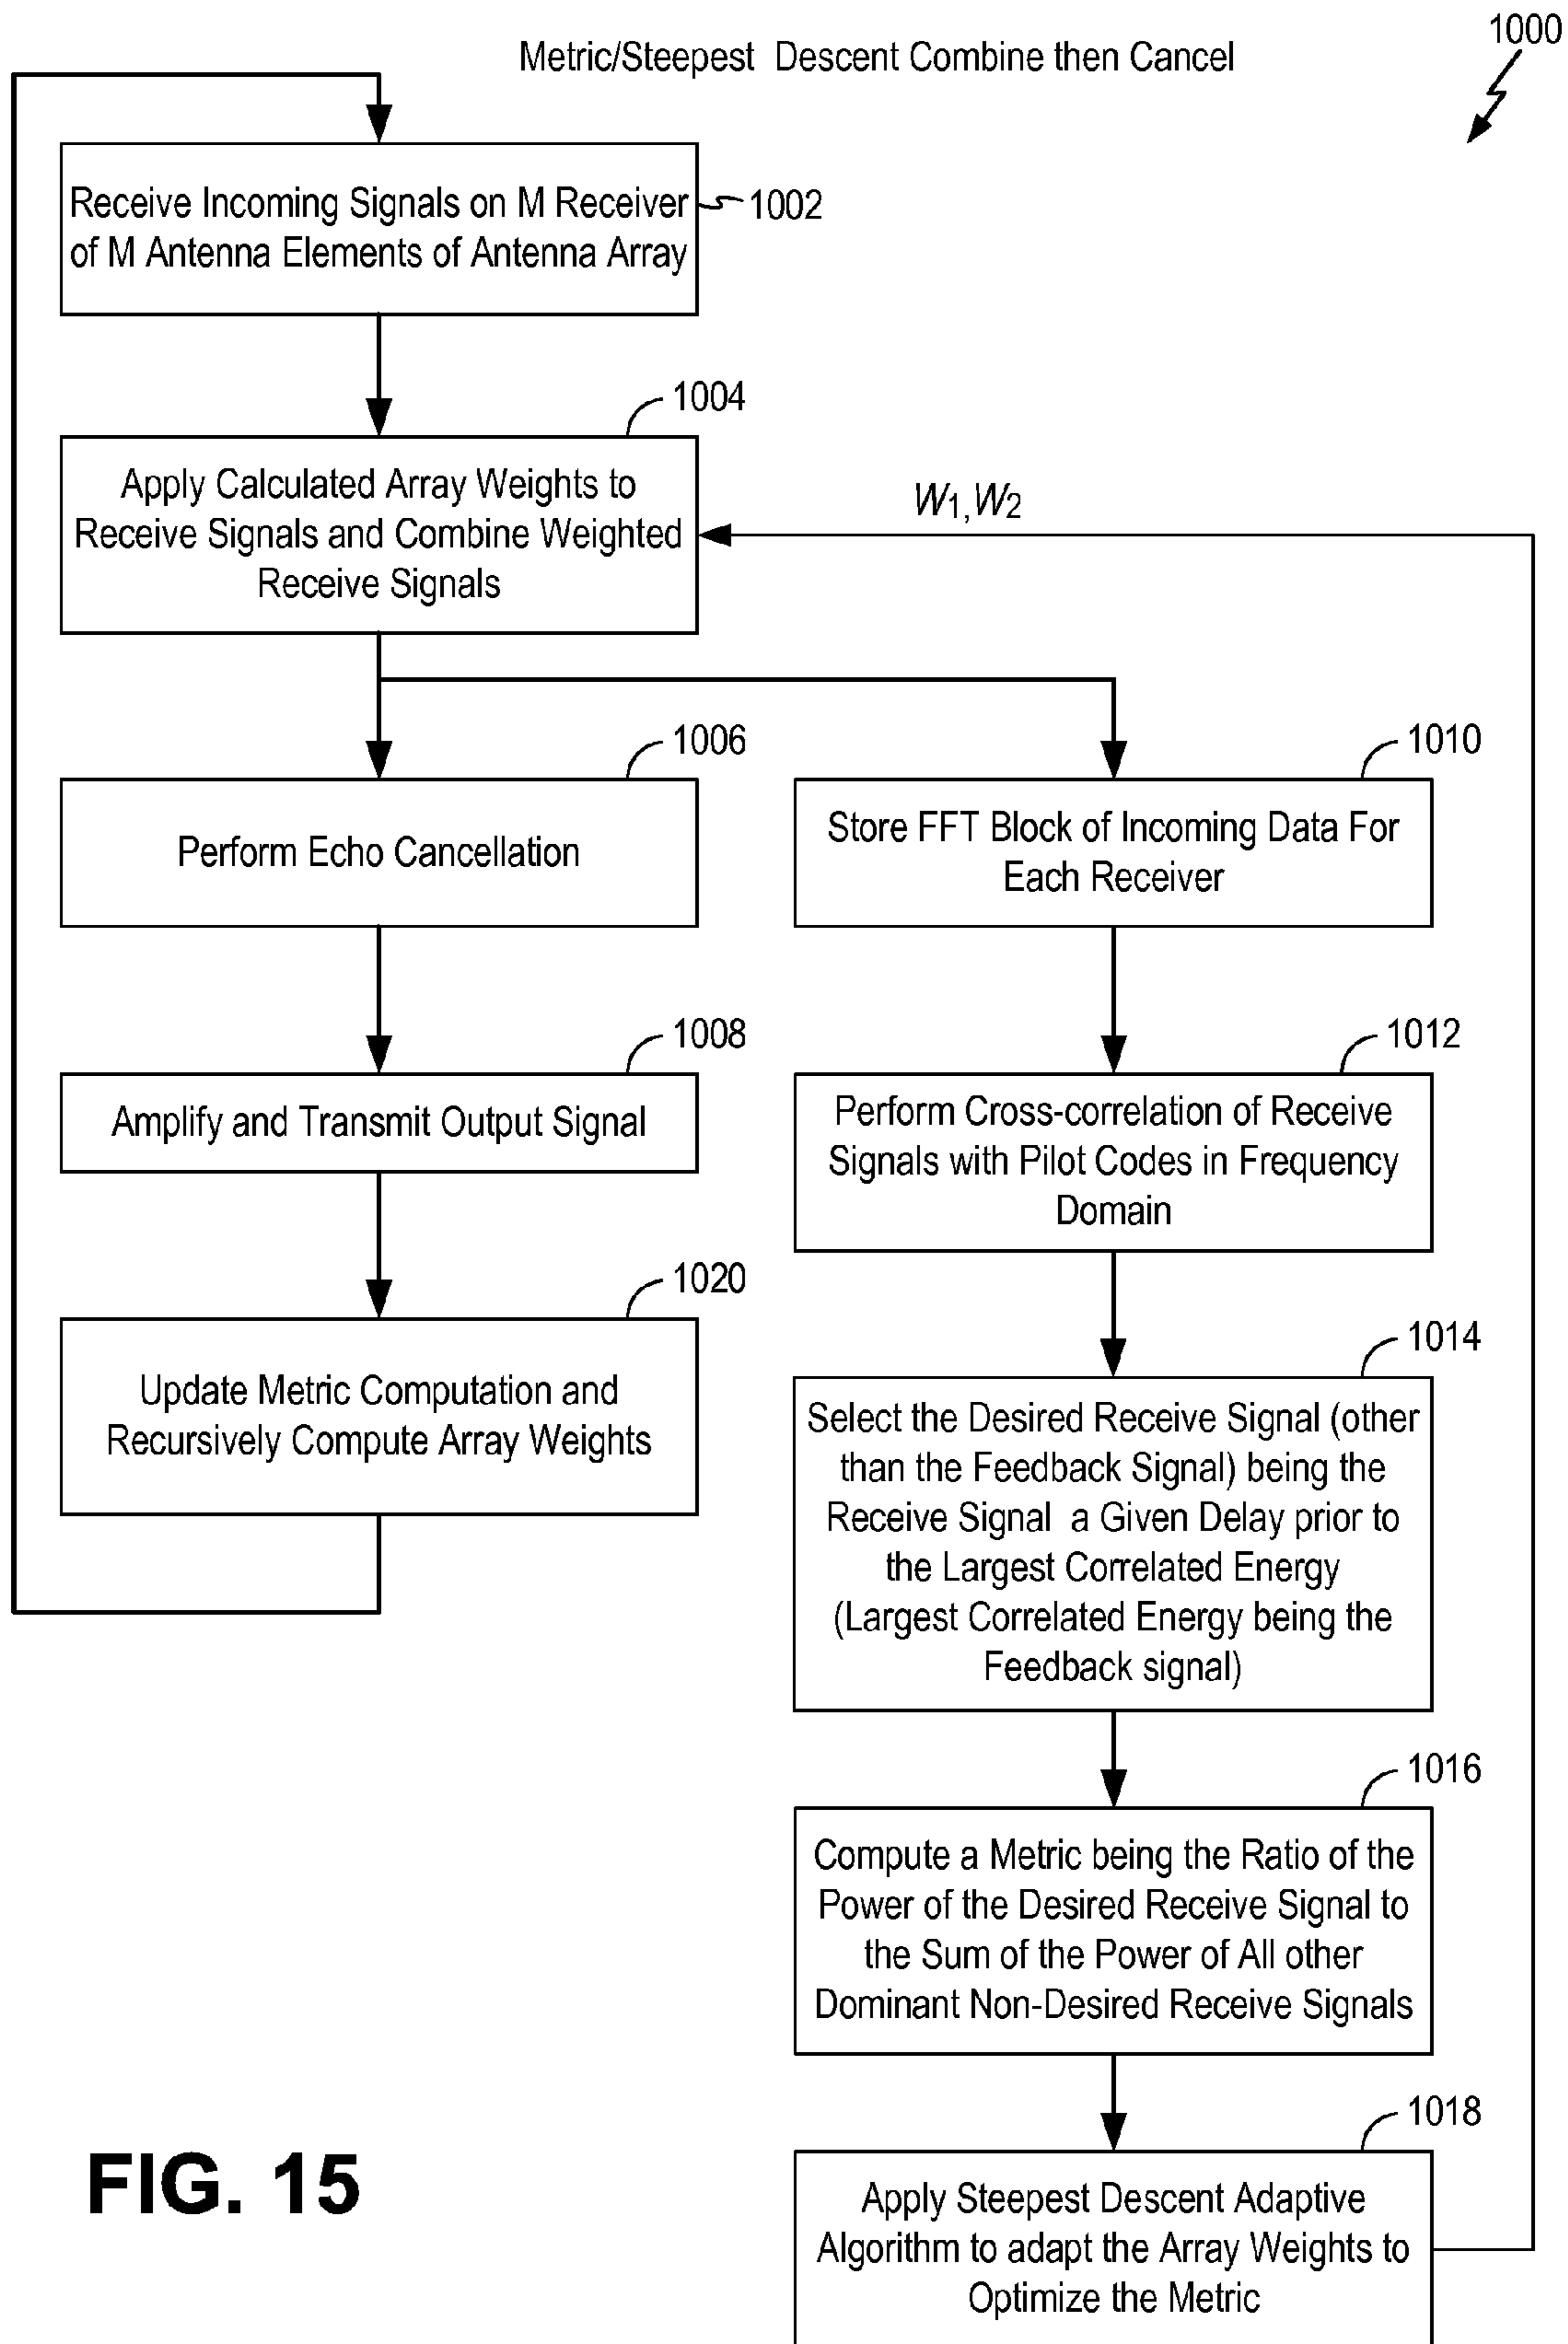 Metric/Steepest Descent Combine then Cancel
1000
Receive Incoming Signals on M Receiver
of M Antenna Elements of Antenna Array
1002
1004
Apply Calculated Array Weights to
Receive Signals and Combine Weighted
Receive Signals
W1,W2
1006
Perform Echo Cancellation
1010
Store FFT Block of Incoming Data For
Each Receiver
1008
Amplify and Transmit Output Signal
1012
Perform Cross-correlation of Receive
Signals with Pilot Codes in Frequency
Domain
1020
Update Metric Computation and
Recursively Compute Array Weights
1014
Select the Desired Receive Signal (other
than the Feedback Signal) being the
Receive Signal a Given Delay prior to
the Largest Correlated Energy
(Largest Correlated Energy being the
Feedback signal)
1016
Compute a Metric being the Ratio of the
Power of the Desired Receive Signal to
the Sum of the Power of All other
Dominant Non-Desired Receive Signals
1018
Apply Steepest Descent Adaptive
Algorithm to adapt the Array Weights to
Optimize the Metric
FIG. 15